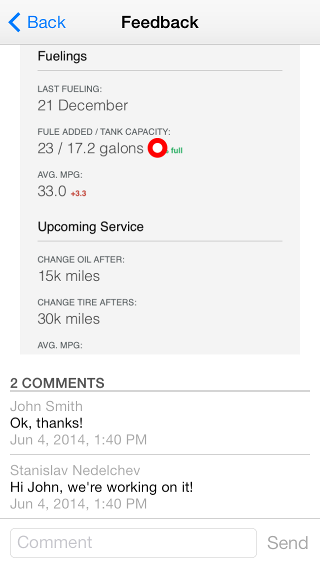 Back
Feedback
Fuelings
LAST FUELING:
21 December
FULE ADDED / TANK CAPACITY:
23 / 17.2 galons full
AVG. MPG:
33.0 +3.3
Upcoming Service
CHANGE OIL AFTER:
15k miles
CHANGE TIRE AFTERS:
30k miles
AVG. MPG:
2 COMMENTS
John Smith
Ok, thanks!
Jun 4, 2014, 1:40 PM
Stanislav Nedelchev
Hi John, we're working on it!
Jun 4, 2014, 1:40 PM
Comment
Send